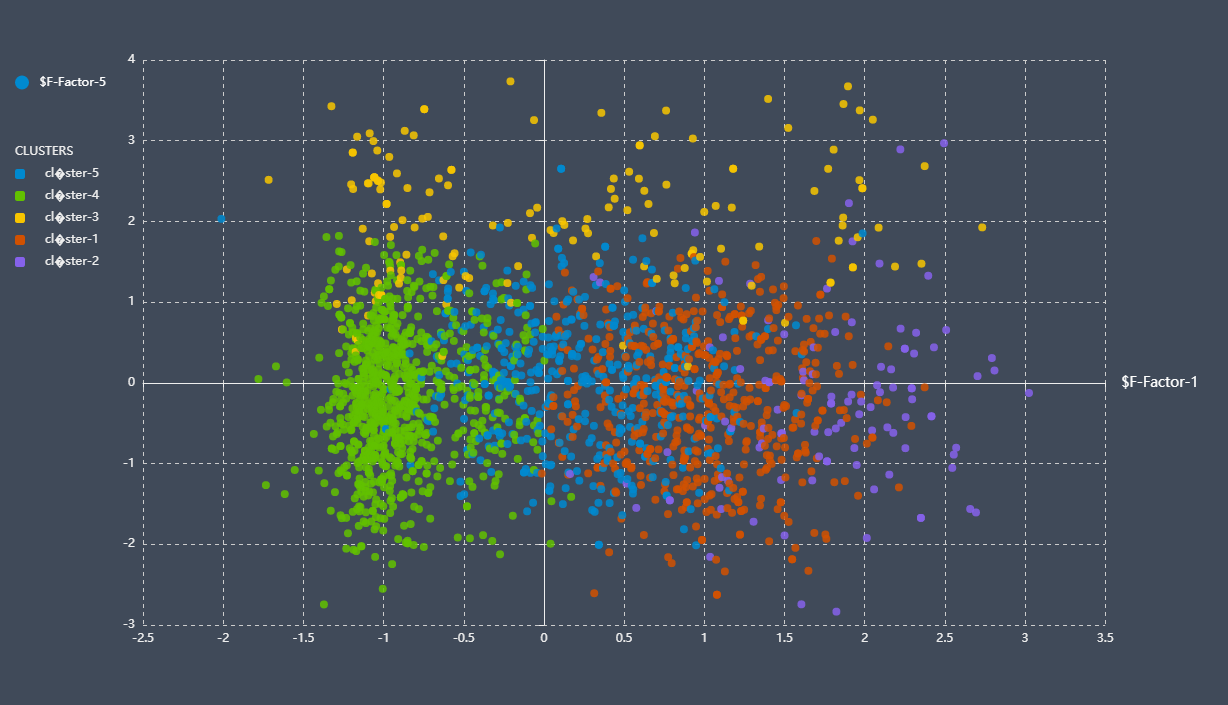 $F-Factor-5
CLUSTERS
cl�ster-5
cl�ster-4
cl�ster-3
cl�ster-1
cl�ster-2
4
3
2
1
0
-1
-2
-3
-2.5 -2 -1.5 -1 -0.5 0 0.5 1 1.5 2 2.5 3 3.5
$F-Factor-1